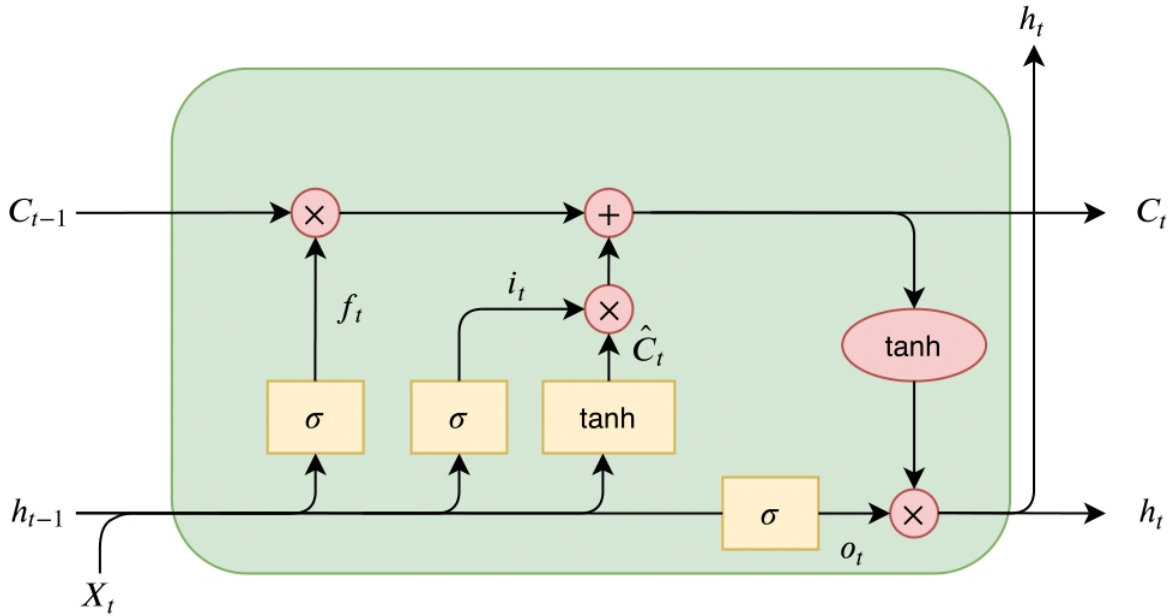 h_t
C_{t−1} × + C_t
f_t i_t × Ĉ_t tanh
σ σ tanh
h_{t−1} σ o_t × h_t
X_t